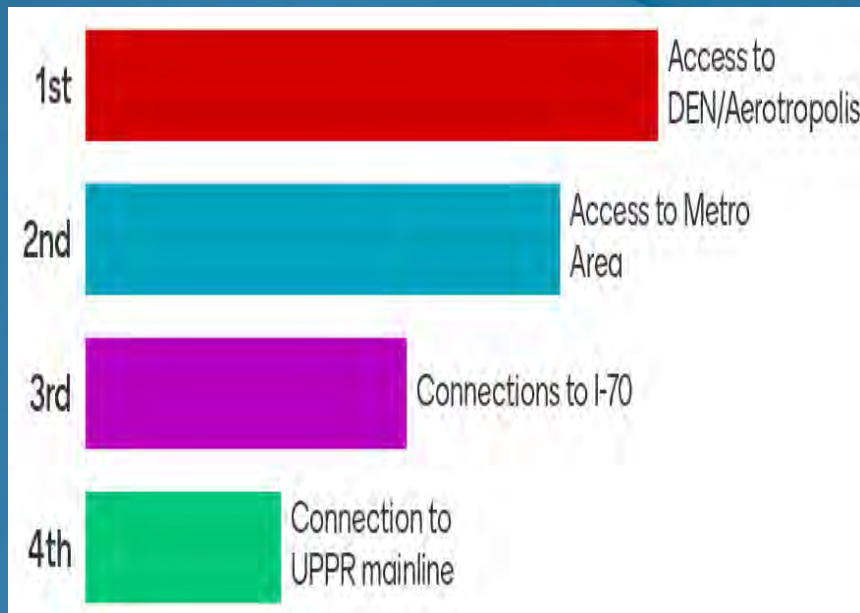 1st
Access to
DEN/Aerotropolis
2nd
Access to Metro
Area
3rd
Connections to I-70
4th
Connection to
UPPR mainline